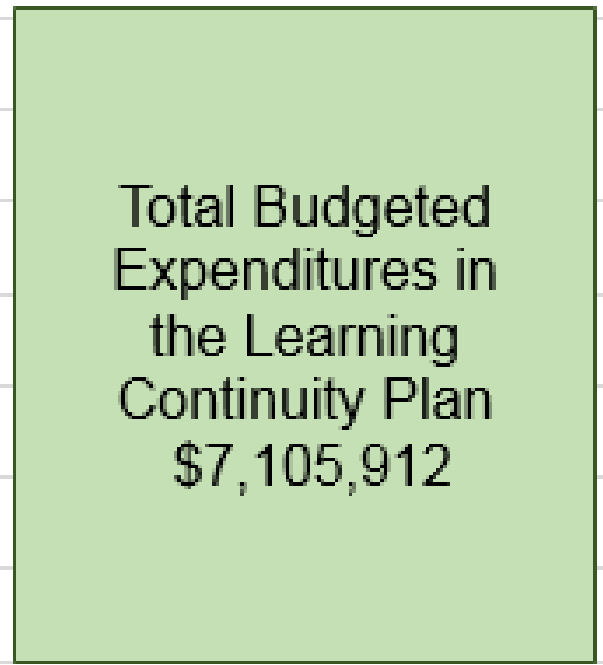 Total Budgeted
Expenditures in
the Learning
Continuity Plan
$7,105,912